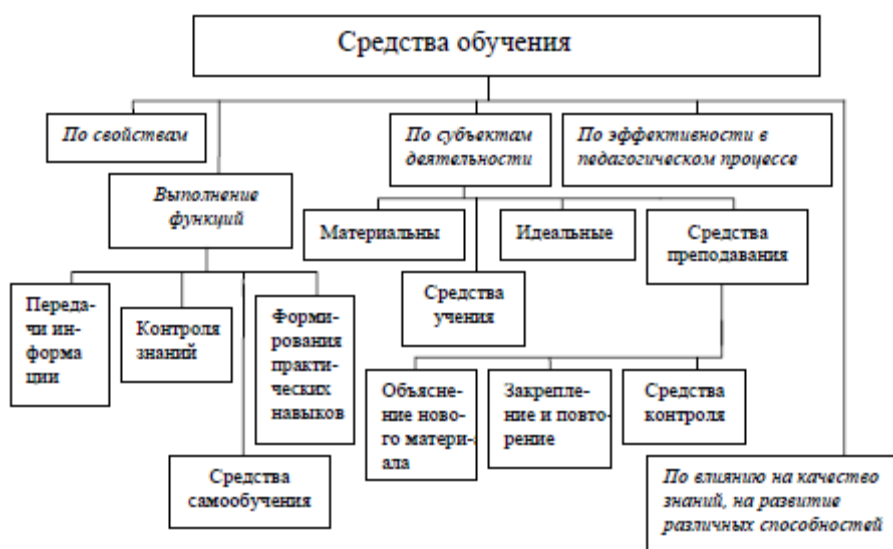 Средства обучения
По свойствам
По субъектам
деятельности
По эффективности в
педагогическом процессе
Выполнение
функций
Материальны
Идеальные
Средства
преподавания
Средства
учения
Переда-
чи ин-
форма
ции
Контроля
знаний
Форми-
рования
практи-
ческих
навыков
Объясне-
ние ново-
го матери-
ала
Закрепле-
ние и повто-
рение
Средства
контроля
Средства
самообучения
По влиянию на качество
знаний, на развитие
различных способностей